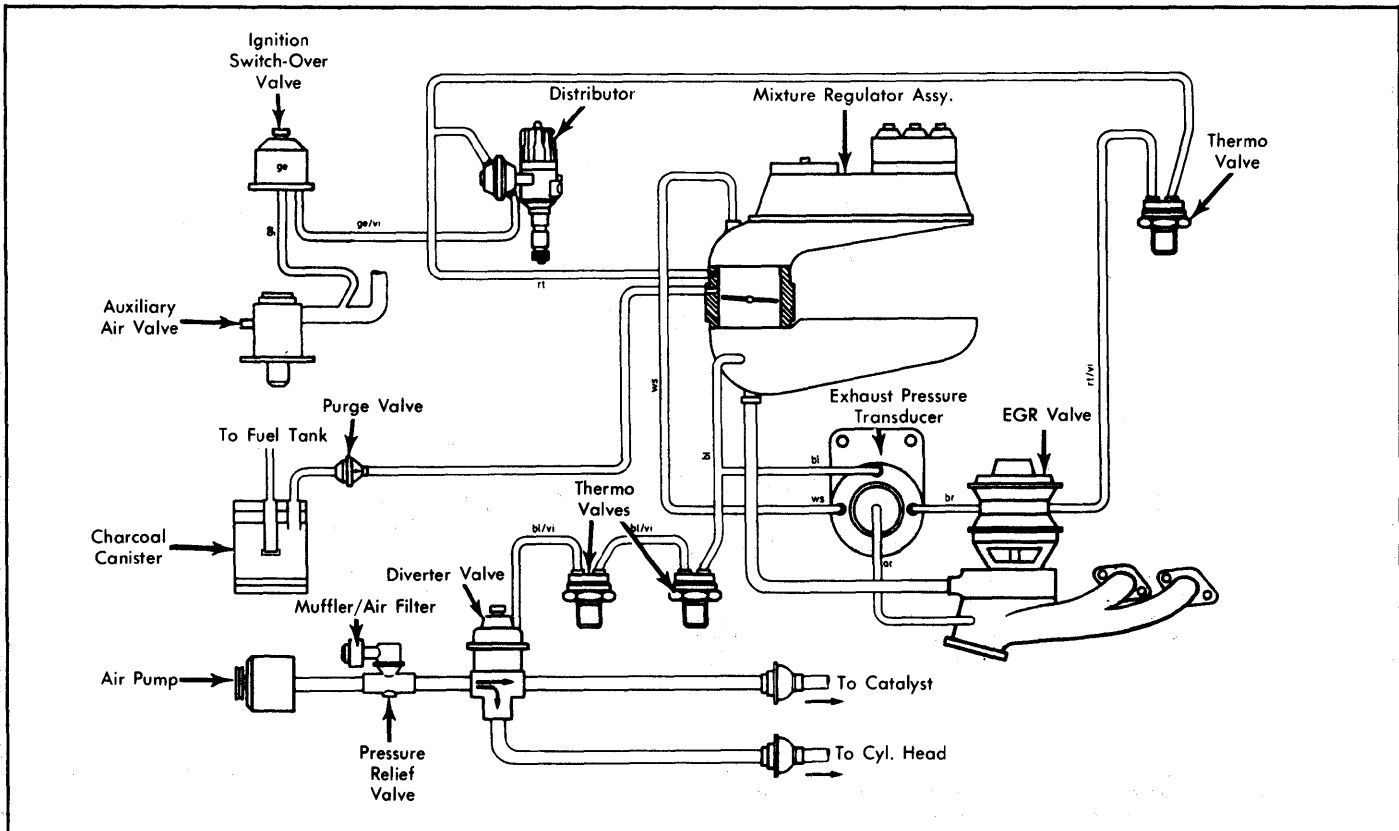 Ignition
Switch-Over
Valve
Distributor
Mixture Regulator Assy.
Thermo
Valve
ge
ge/vi
rt
Auxiliary
Air Valve
ws
rt/vi
Purge Valve
To Fuel Tank
Exhaust Pressure
Transducer
EGR Valve
bl
bl
ws
br
Thermo
Valves
bl/vi
bl/vi
Charcoal
Canister
Diverter Valve
Muffler/Air Filter
Air Pump
To Catalyst
Pressure
Relief
Valve
To Cyl. Head